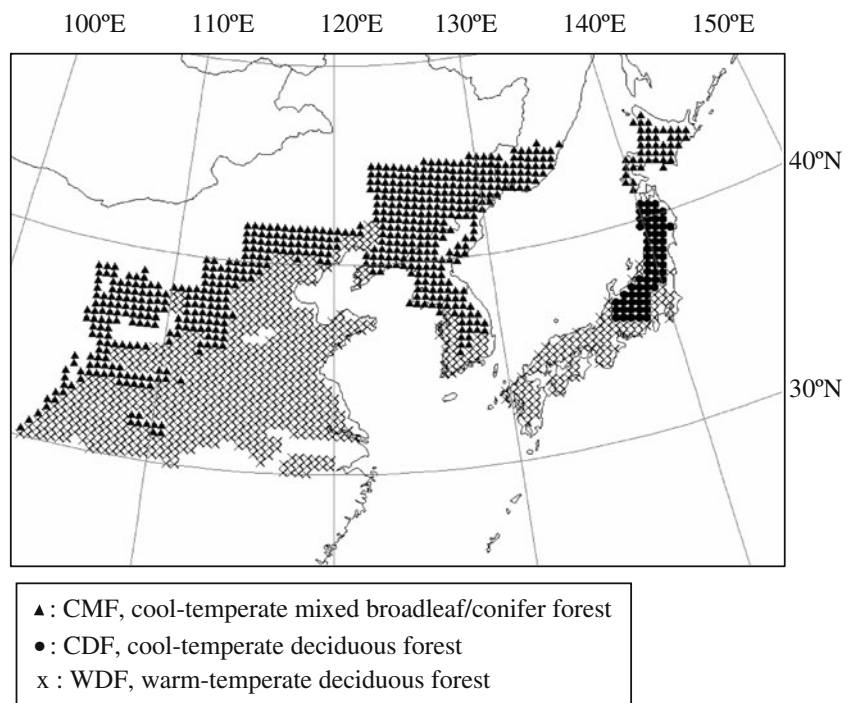 100ºE 110ºE 120ºE 130ºE 140ºE 150ºE
40ºN
30ºN
▲: CMF, cool-temperate mixed broadleaf/conifer forest
●: CDF, cool-temperate deciduous forest
x : WDF, warm-temperate deciduous forest